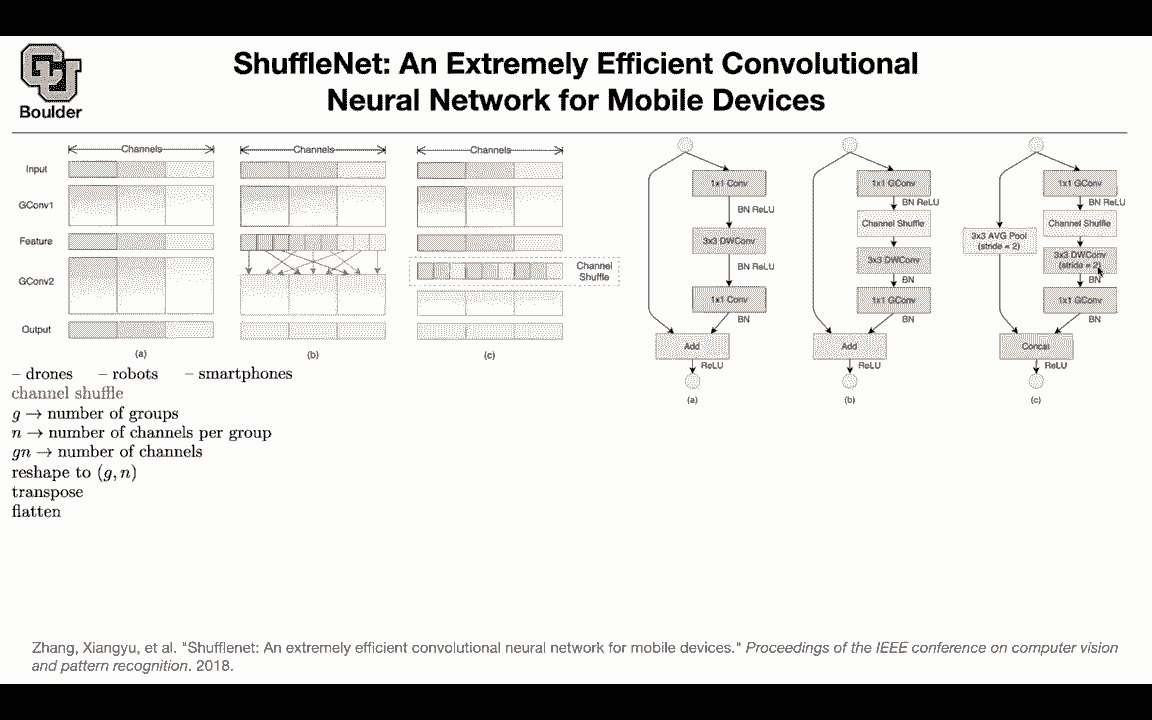 Boulder
ShuffleNet: An Extremely Efficient Convolutional
Neural Network for Mobile Devices
Channels
Channels
Channels
Input
GConv1
Feature
GConv2
Output
Channel
Shuffle
(a)
(b)
(c)
1x1 Conv
BN ReLU
3x3 DWConv
BN ReLU
1x1 Conv
BN
Add
ReLU
(a)
1x1 GConv
BN ReLU
Channel Shuffle
3x3 DWConv
BN
1x1 GConv
BN
Add
ReLU
(b)
3x3 AVG Pool
(stride = 2)
1x1 GConv
BN ReLU
Channel Shuffle
3x3 DWConv
(stride = 2)
BN
1x1 GConv
BN
Concat
ReLU
(c)
– drones – robots – smartphones
channel shuffle
g → number of groups
n → number of channels per group
gn → number of channels
reshape to (g, n)
transpose
flatten
Zhang, Xiangyu, et al. "Shufflenet: An extremely efficient convolutional neural network for mobile devices." Proceedings of the IEEE conference on computer vision
and pattern recognition. 2018.